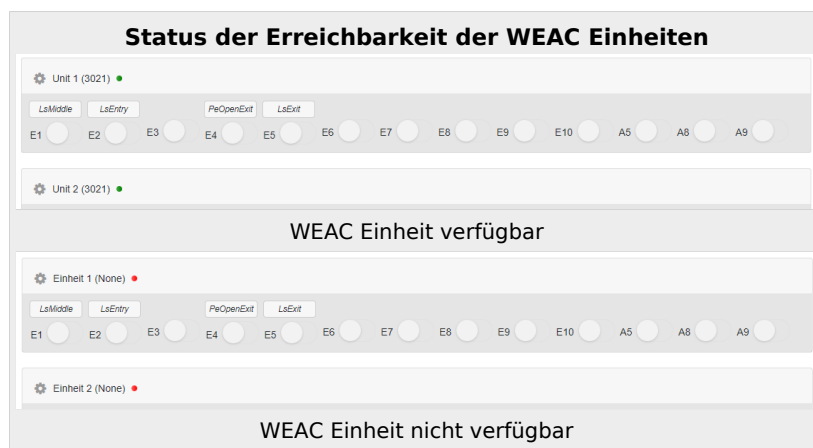 Status der Erreichbarkeit der WEAC Einheiten
Unit 1 (3021)
LsMiddle LsEntry PeOpenExit LsExit
E1 E2 E3 E4 E5 E6 E7 E8 E9 E10 A5 A8 A9
Unit 2 (3021)
WEAC Einheit verfügbar
Einheit 1 (None)
LsMiddle LsEntry PeOpenExit LsExit
E1 E2 E3 E4 E5 E6 E7 E8 E9 E10 A5 A8 A9
Einheit 2 (None)
WEAC Einheit nicht verfügbar